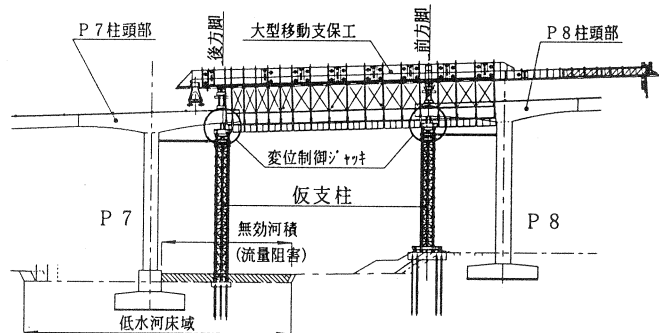 P7柱頭部
後方脚
大型移動支保工
前方脚
P8柱頭部
変位制御ジャッキ
仮支柱
P7
無効河積
(流量阻害)
P8
低水河床域